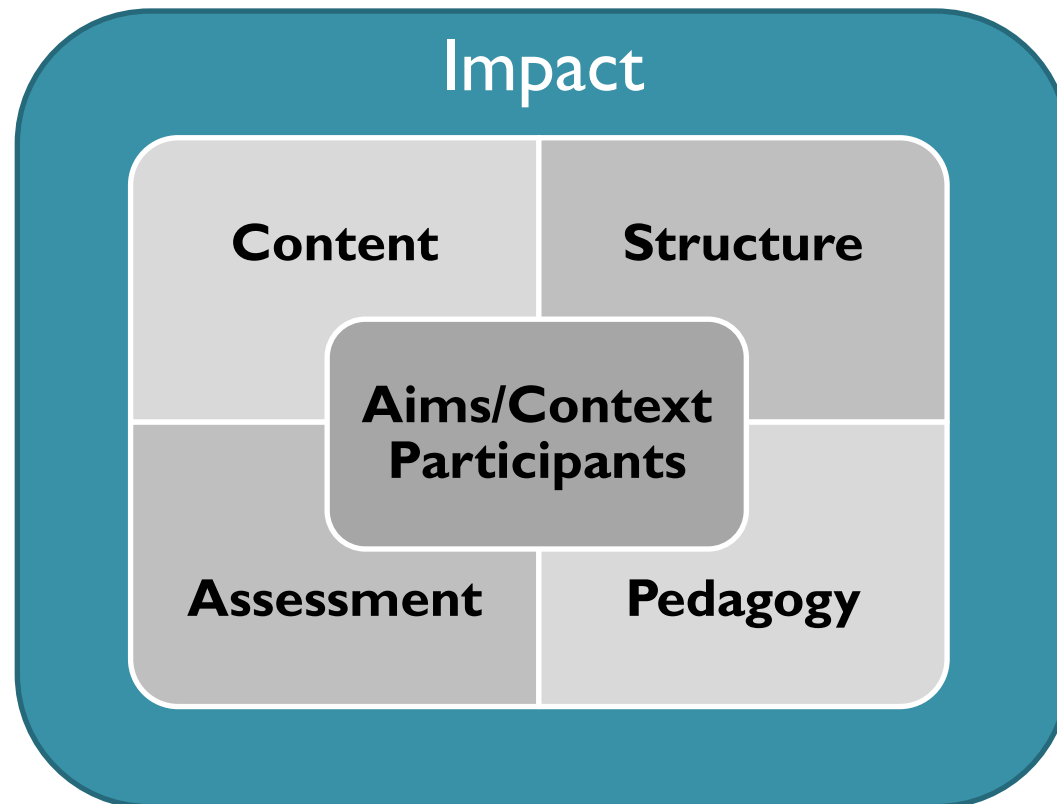 Impact
Content
Structure
Aims/Context
Participants
Assessment
Pedagogy